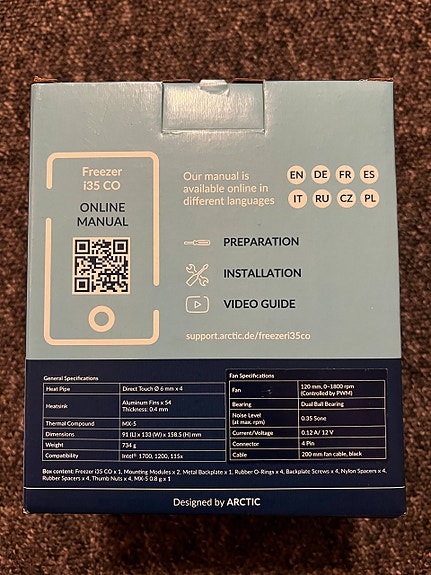 Freezer
i35 CO
ONLINE
MANUAL
Our manual is
available online in
different languages
EN DE FR ES
IT RU CZ PL
PREPARATION
INSTALLATION
VIDEO GUIDE
support.arctic.de/freezeri35co
General Specifications
Heat Pipe Direct Touch Ø 6 mm x 4
Heatsink Aluminum Fins x 54
Thickness: 0.4 mm
Thermal Compound MX-5
Dimensions 91 (L) x 133 (W) x 158.5 (H) mm
Weight 734 g
Compatibility Intel® 1700, 1200, 115x
Fan Specifications
Fan 120 mm, 0–1800 rpm
(Controlled by PWM)
Bearing Dual Ball Bearing
Noise Level
(at max. rpm) 0.35 Sone
Current/Voltage 0.12 A/ 12 V
Connector 4 Pin
Cable 200 mm fan cable, black
Box content: Freezer i35 CO x 1, Mounting Modules x 2, Metal Backplate x 1, Rubber O-Rings x 4, Backplate Screws x 4, Nylon Spacers x 4,
Rubber Spacers x 4, Thumb Nuts x 4, MX-5 0.8 g x 1
Designed by ARCTIC